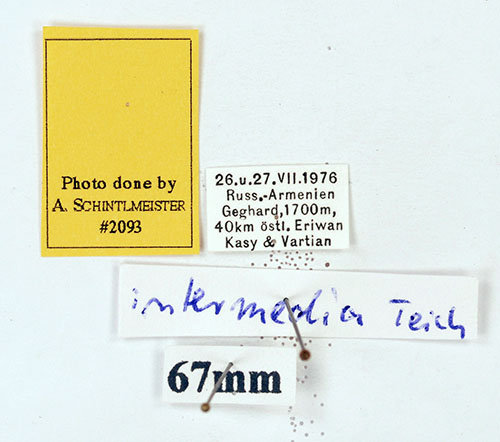 Photo done by
A. SCHINTLMEISTER
#2093
26.u.27.VII.1976
Russ.-Armenien
Geghard,1700m,
40km östl. Eriwan
Kasy & Vartian
intermedia Teich
67mm